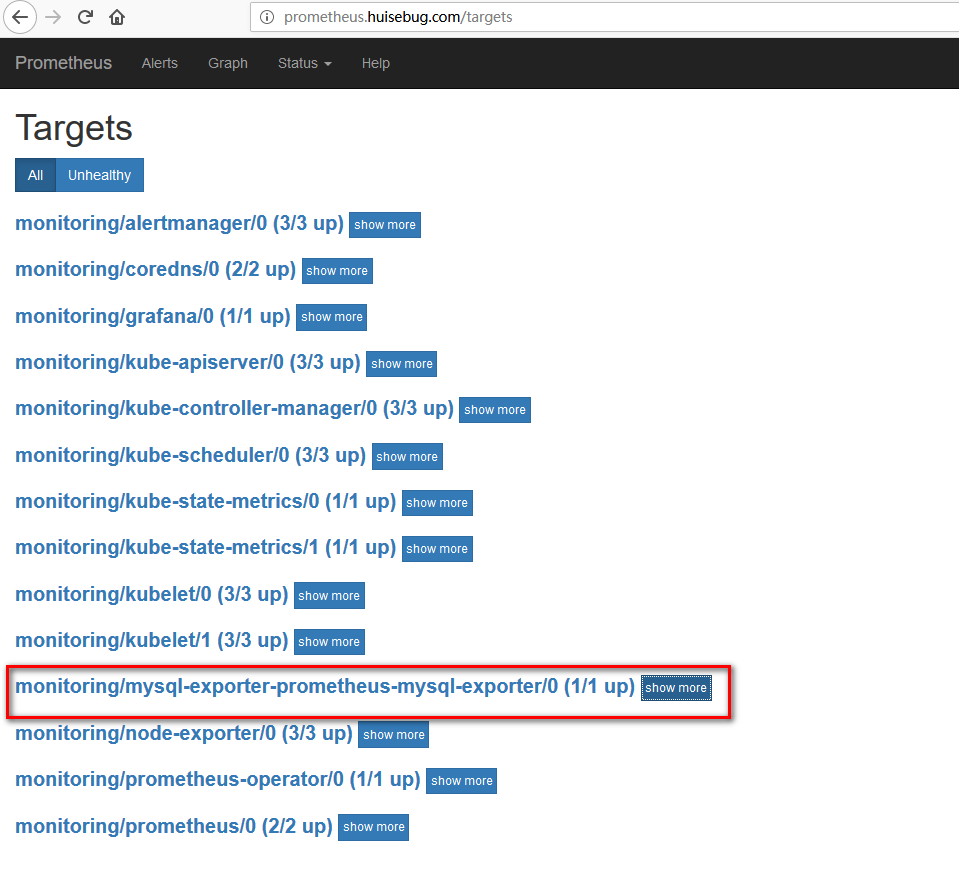 prometheus.huisebug.com/targets
Prometheus Alerts Graph Status Help
Targets
All Unhealthy
monitoring/alertmanager/0 (3/3 up) show more
monitoring/coredns/0 (2/2 up) show more
monitoring/grafana/0 (1/1 up) show more
monitoring/kube-apiserver/0 (3/3 up) show more
monitoring/kube-controller-manager/0 (3/3 up) show more
monitoring/kube-scheduler/0 (3/3 up) show more
monitoring/kube-state-metrics/0 (1/1 up) show more
monitoring/kube-state-metrics/1 (1/1 up) show more
monitoring/kubelet/0 (3/3 up) show more
monitoring/kubelet/1 (3/3 up) show more
monitoring/mysql-exporter-prometheus-mysql-exporter/0 (1/1 up) show more
monitoring/node-exporter/0 (3/3 up) show more
monitoring/prometheus-operator/0 (1/1 up) show more
monitoring/prometheus/0 (2/2 up) show more